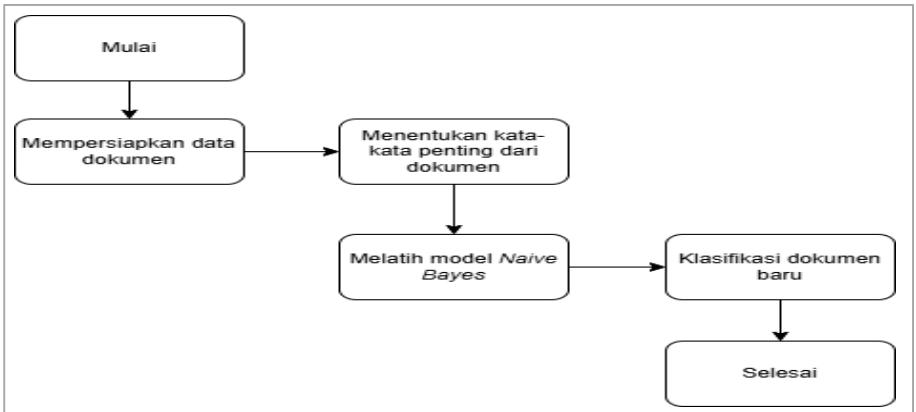 Mulai
Mempersiapkan data
dokumen
Menentukan kata-
kata penting dari
dokumen
Melatih model Naive
Bayes
Klasifikasi dokumen
baru
Selesai